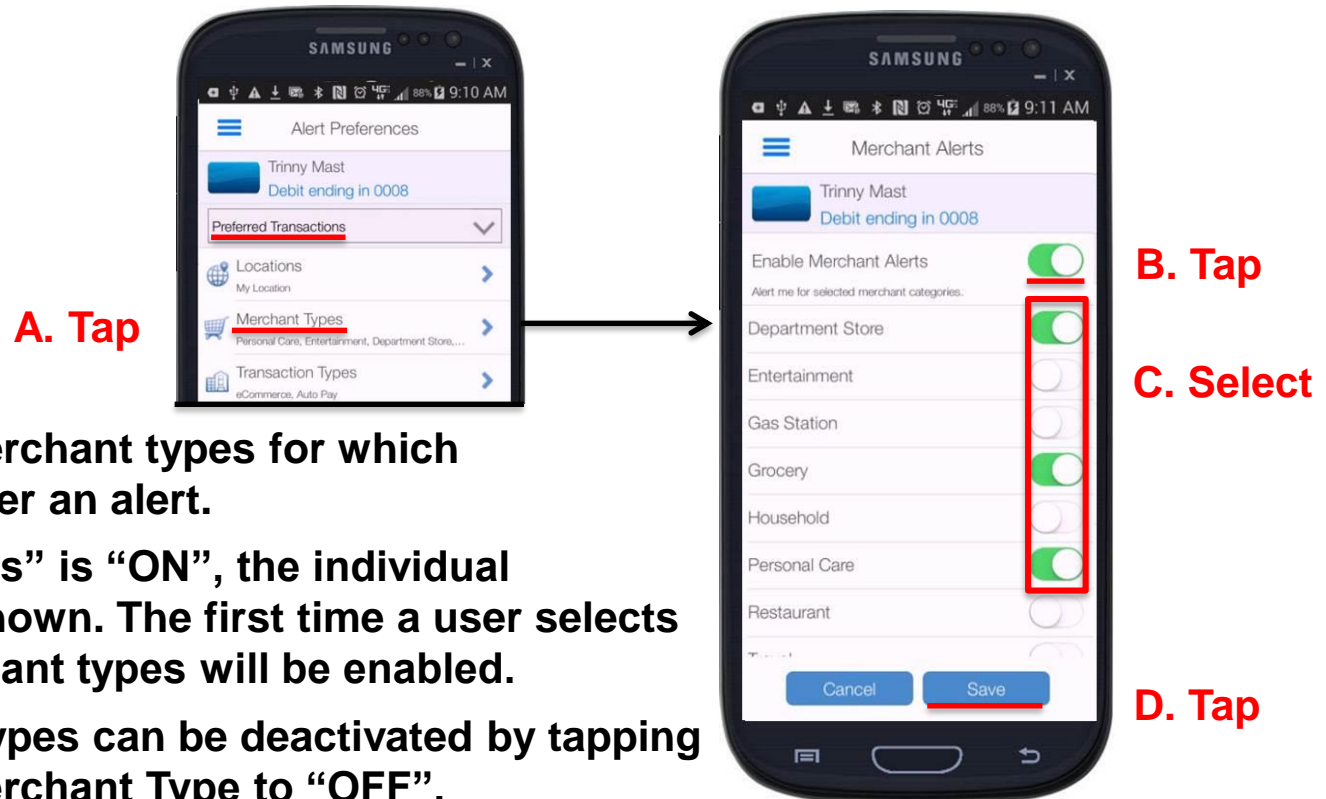 SAMSUNG
– | x
4G 88% 9:10 AM
Alert Preferences
Trinny Mast
Debit ending in 0008
Preferred Transactions
Locations
My Location
Merchant Types
Personal Care, Entertainment, Department Store,...
Transaction Types
eCommerce, Auto Pay
A. Tap
SAMSUNG
– | x
4G 88% 9:11 AM
Merchant Alerts
Trinny Mast
Debit ending in 0008
Enable Merchant Alerts
Alert me for selected merchant categories.
Department Store
Entertainment
Gas Station
Grocery
Household
Personal Care
Restaurant
Cancel Save
B. Tap
C. Select
D. Tap
erchant types for which
er an alert.
s” is “ON”, the individual
nown. The first time a user selects
ant types will be enabled.
ypes can be deactivated by tapping
erchant Type to “OFF”.